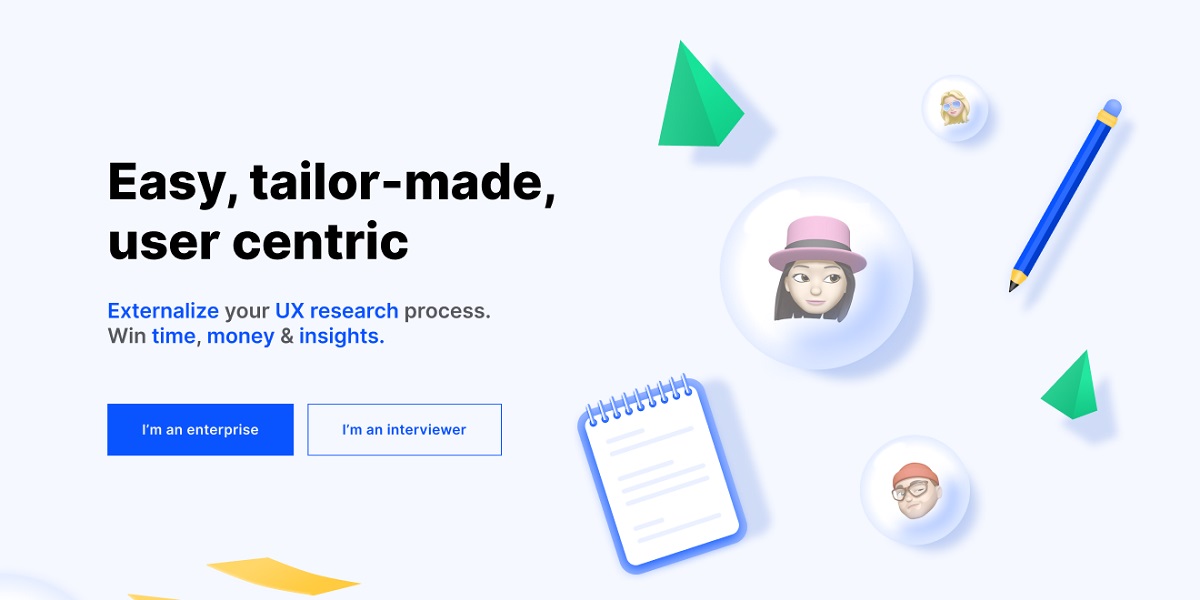 Easy, tailor-made,
user centric
Externalize your UX research process.
Win time, money & insights.
I'm an enterprise
I'm an interviewer